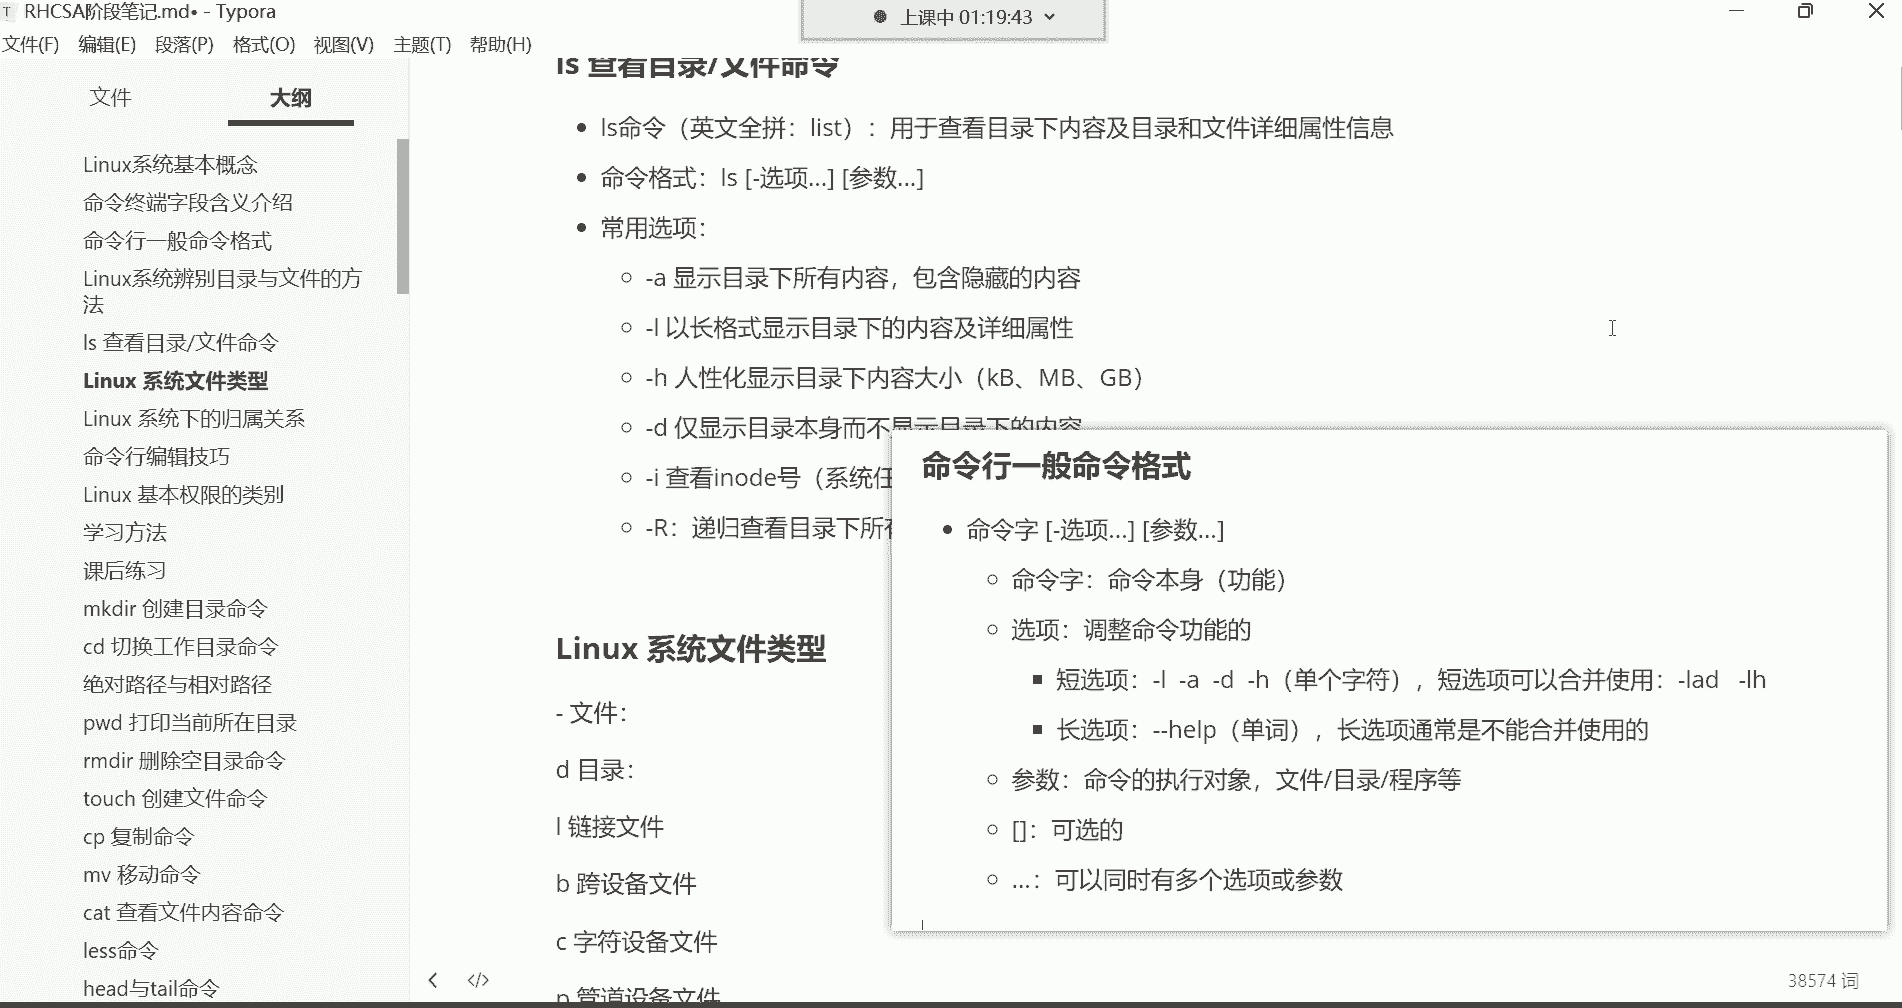 RHCSA阶段笔记.md• - Typora
上课中 01:19:43
文件(F) 编辑(E) 段落(P) 格式(O) 视图(V) 主题(T) 帮助(H)
文件 大纲
Linux系统基本概念
命令终端字段含义介绍
命令行一般命令格式
Linux系统辨别目录与文件的方
法
ls 查看目录/文件命令
Linux 系统文件类型
Linux 系统下的归属关系
命令行编辑技巧
Linux 基本权限的类别
学习方法
课后练习
mkdir 创建目录命令
cd 切换工作目录命令
绝对路径与相对路径
pwd 打印当前所在目录
rmdir 删除空目录命令
touch 创建文件命令
cp 复制命令
mv 移动命令
cat 查看文件内容命令
less命令
head与tail命令
ls 查看目录/文件命令
ls命令（英文全拼：list）：用于查看目录下内容及目录和文件详细属性信息
命令格式：ls [-选项...] [参数...]
常用选项：
-a 显示目录下所有内容，包含隐藏的内容
-l 以长格式显示目录下的内容及详细属性
-h 人性化显示目录下内容大小（kB、MB、GB）
-d 仅显示目录本身而不显示目录下的内容
-i 查看inode号（系统任
-R：递归查看目录下所有
Linux 系统文件类型
- 文件：
d 目录：
l 链接文件
b 跨设备文件
c 字符设备文件
p 管道设备文件
命令行一般命令格式
命令字 [-选项...] [参数...]
命令字：命令本身（功能）
选项：调整命令功能的
短选项：-l -a -d -h（单个字符），短选项可以合并使用：-lad -lh
长选项：--help（单词），长选项通常是不能合并使用的
参数：命令的执行对象，文件/目录/程序等
[]：可选的
...：可以同时有多个选项或参数
38574 词